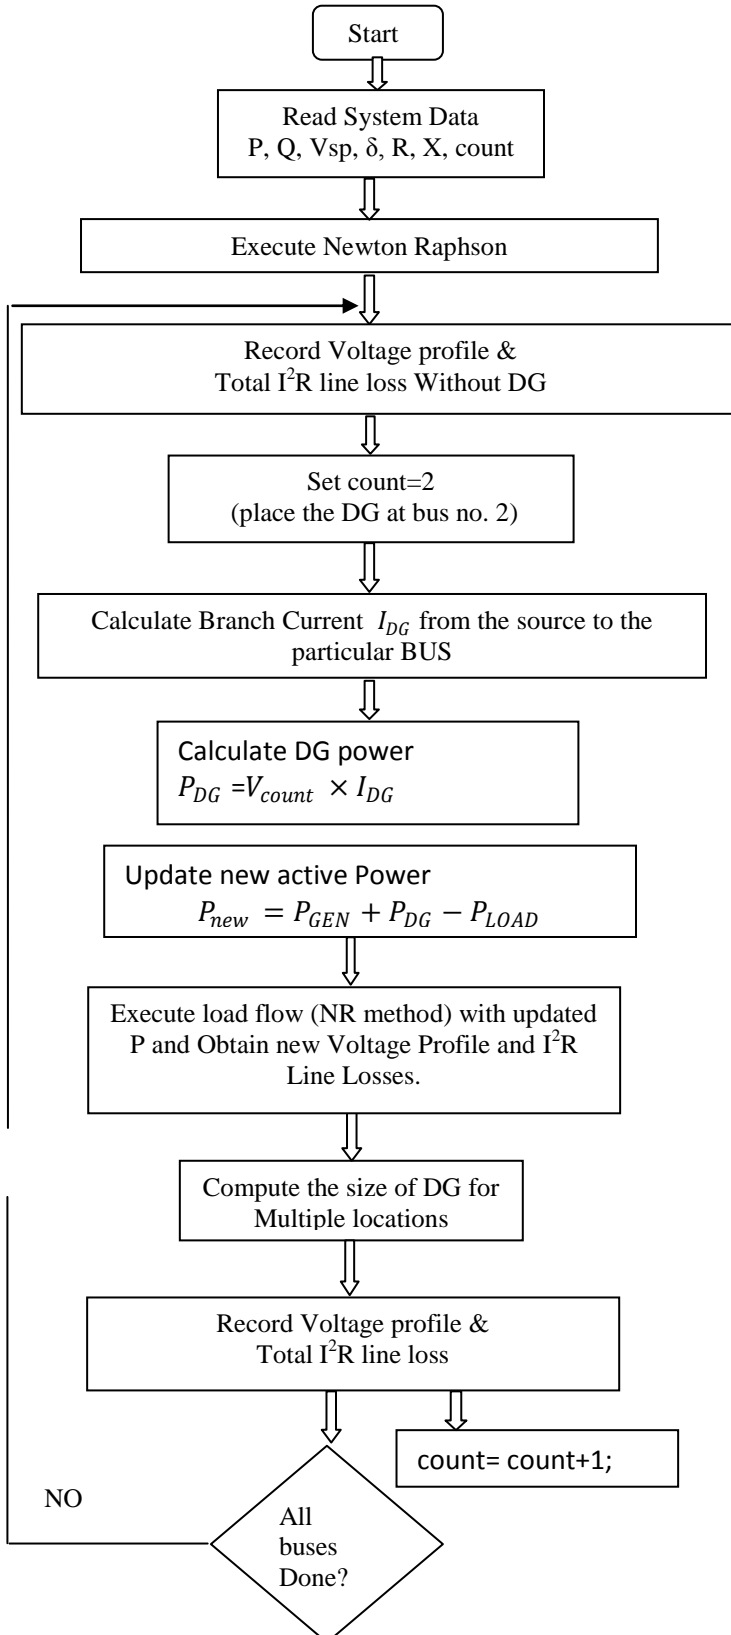 Start
Read System Data
P, Q, Vsp, δ, R, X, count
Execute Newton Raphson
Record Voltage profile &
Total I²R line loss Without DG
Set count=2
(place the DG at bus no. 2)
Calculate Branch Current I_DG from the source to the
particular BUS
Calculate DG power
P_DG =V_count × I_DG
Update new active Power
P_new = P_GEN + P_DG − P_LOAD
Execute load flow (NR method) with updated
P and Obtain new Voltage Profile and I²R
Line Losses.
Compute the size of DG for
Multiple locations
Record Voltage profile &
Total I²R line loss
count= count+1;
NO
All
buses
Done?